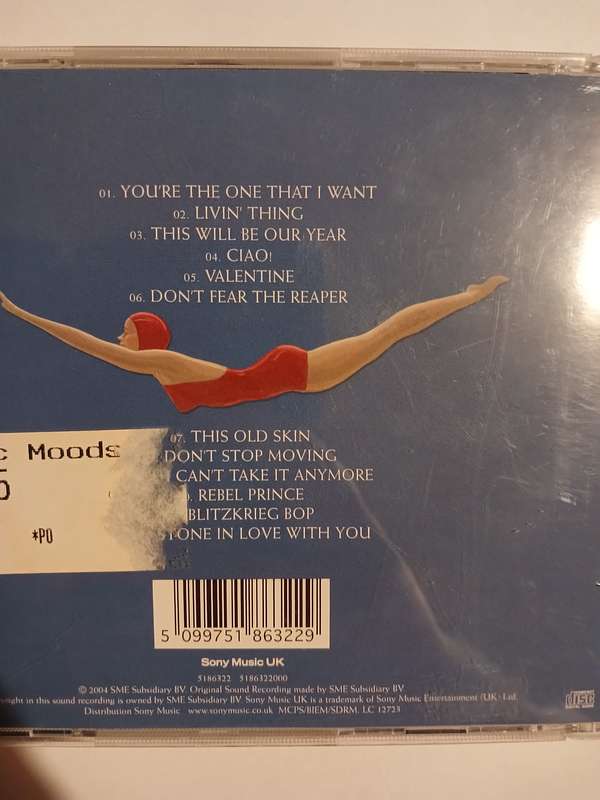 01. YOU'RE THE ONE THAT I WANT
02. LIVIN' THING
03. THIS WILL BE OUR YEAR
04. CIAO!
05. VALENTINE
06. DON'T FEAR THE REAPER
07. THIS OLD SKIN
DON'T STOP MOVING
CAN'T TAKE IT ANYMORE
REBEL PRINCE
BLITZKRIEG BOP
TONE IN LOVE WITH YOU
c Moods
*PO
5 099751 863229
Sony Music UK
5186322 5186322000
© 2004 SME Subsidiary BV. Original Sound Recording made by SME Subsidiary BV
yright in this sound recording is owned by SME Subsidiary BV. Sony Music UK is a trademark of Sony Music Entertainment (UK) Ltd.
Distribution Sony Music www.sonymusic.co.uk MCPS/BIEM/SDRM. LC 12723
disc